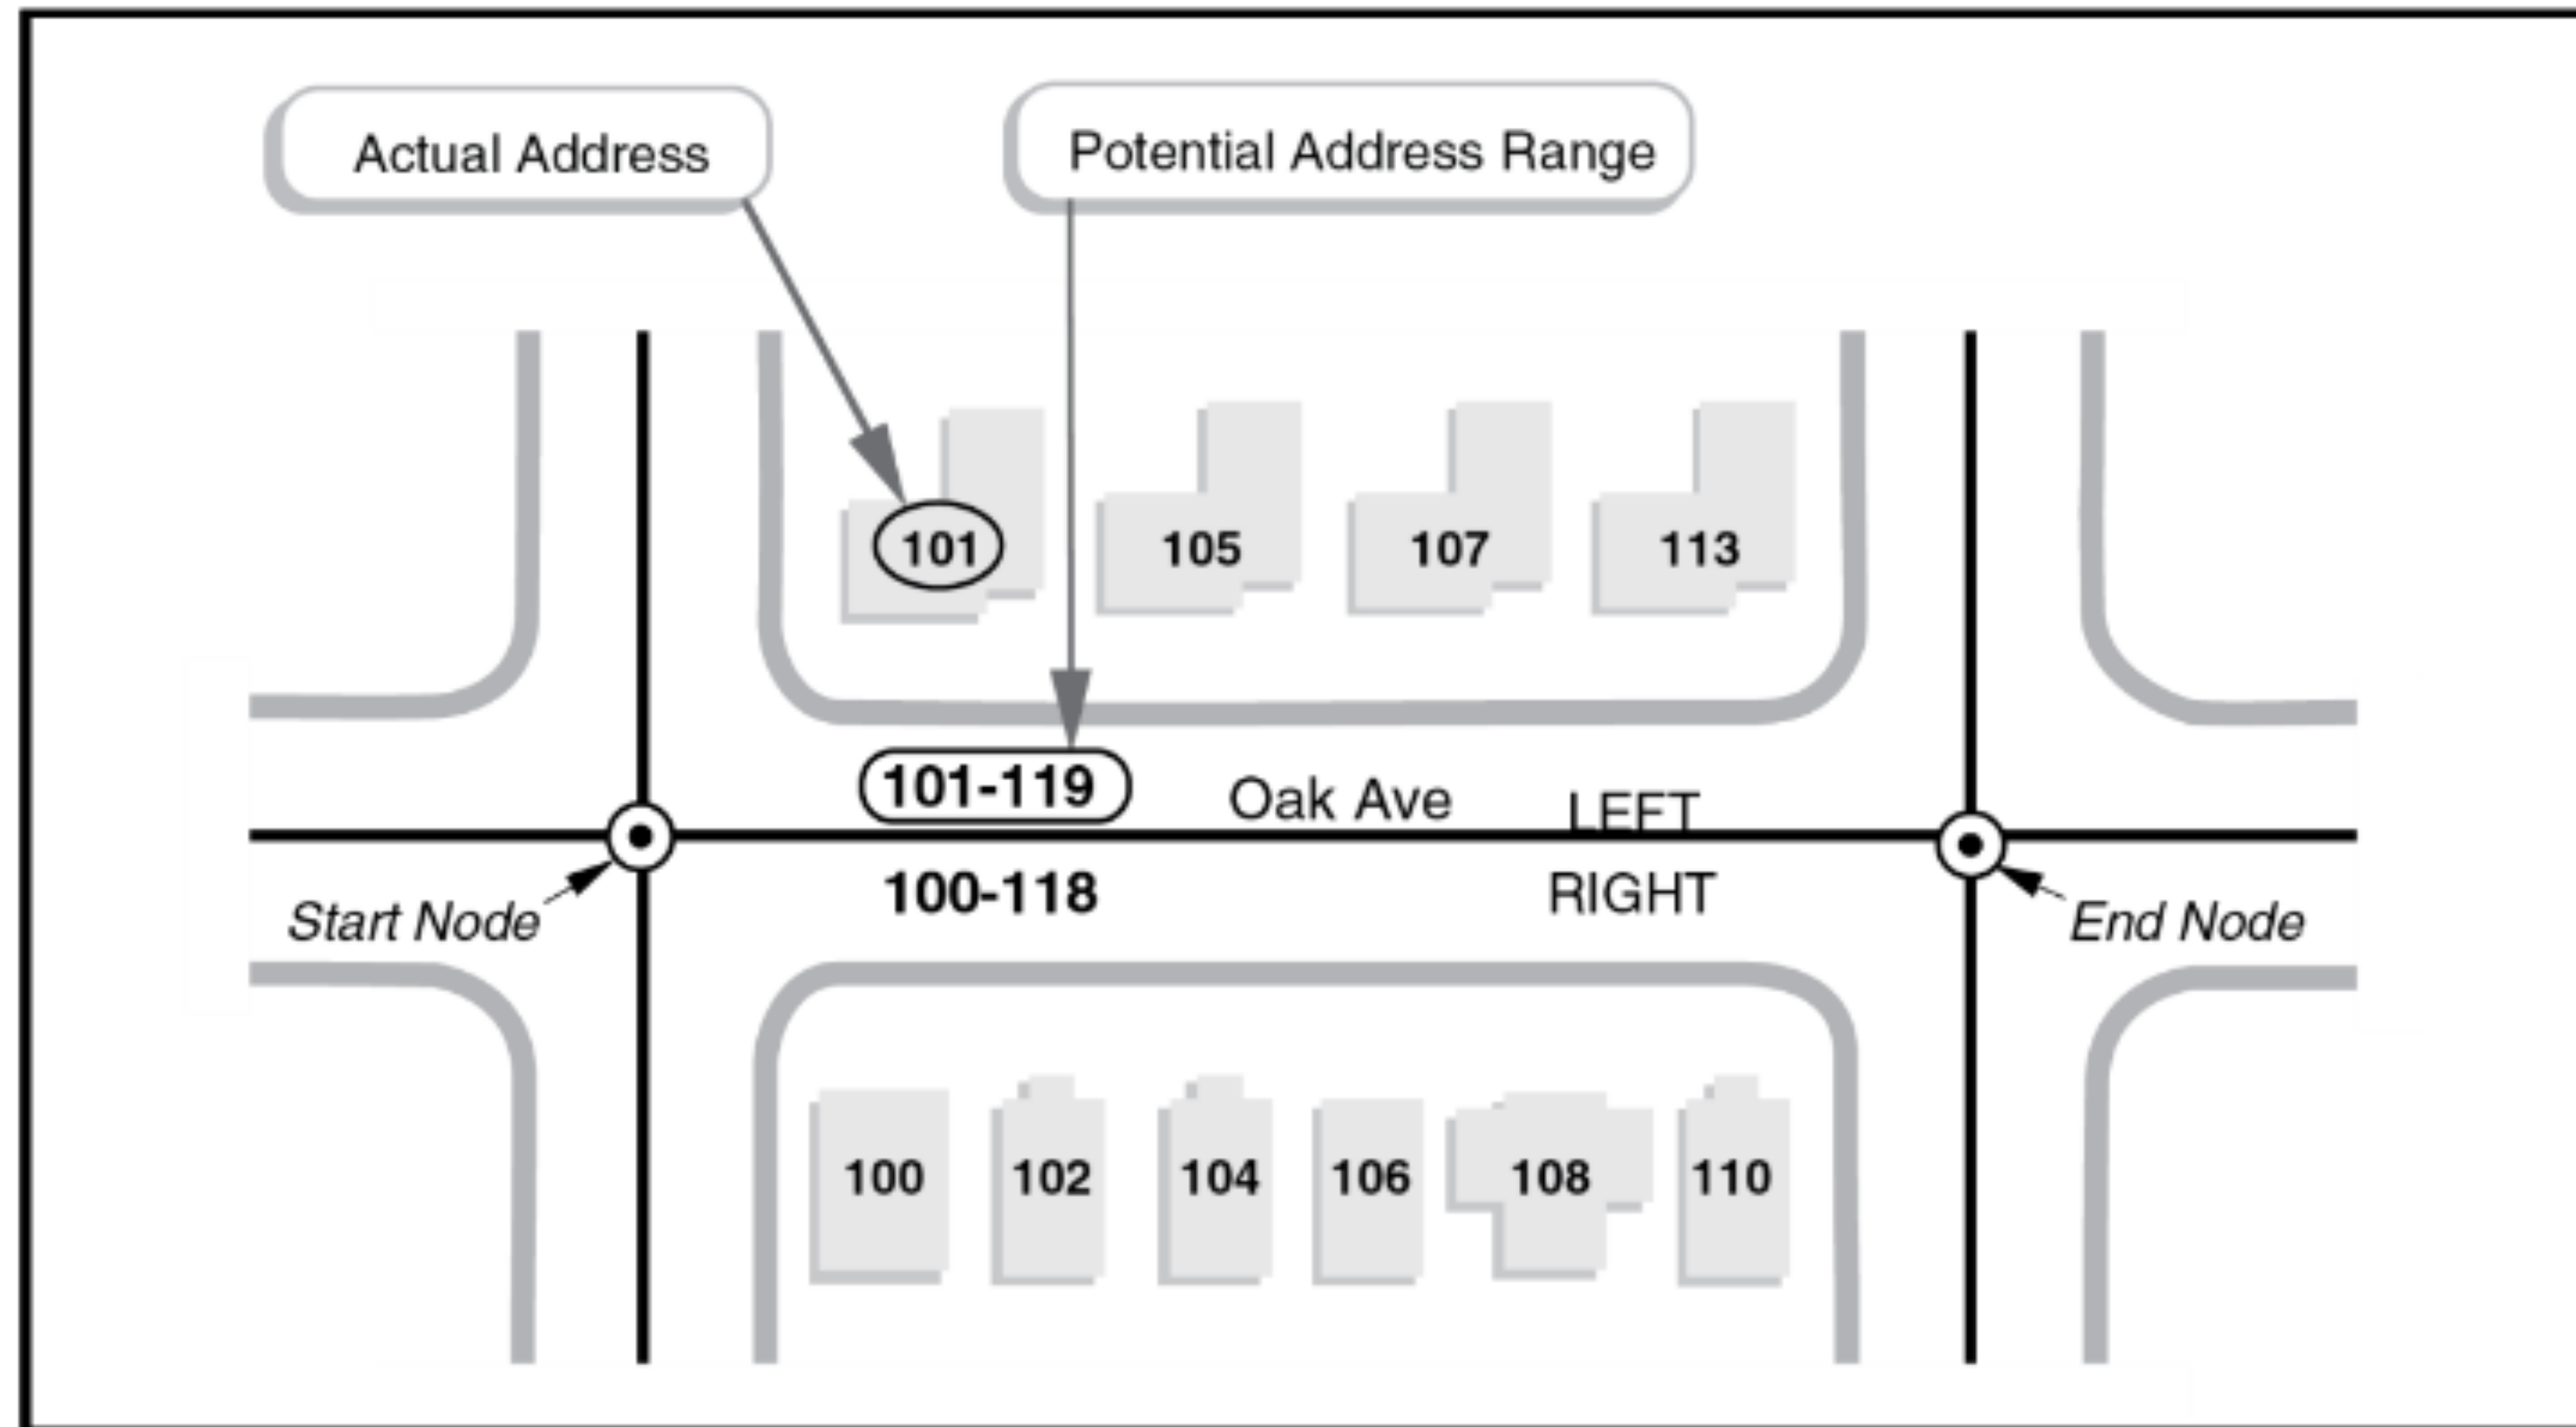 Actual Address
Potential Address Range
101
105
107
113
101-119
Oak Ave
LEFT
100-118
RIGHT
Start Node
End Node
100
102
104
106
108
110